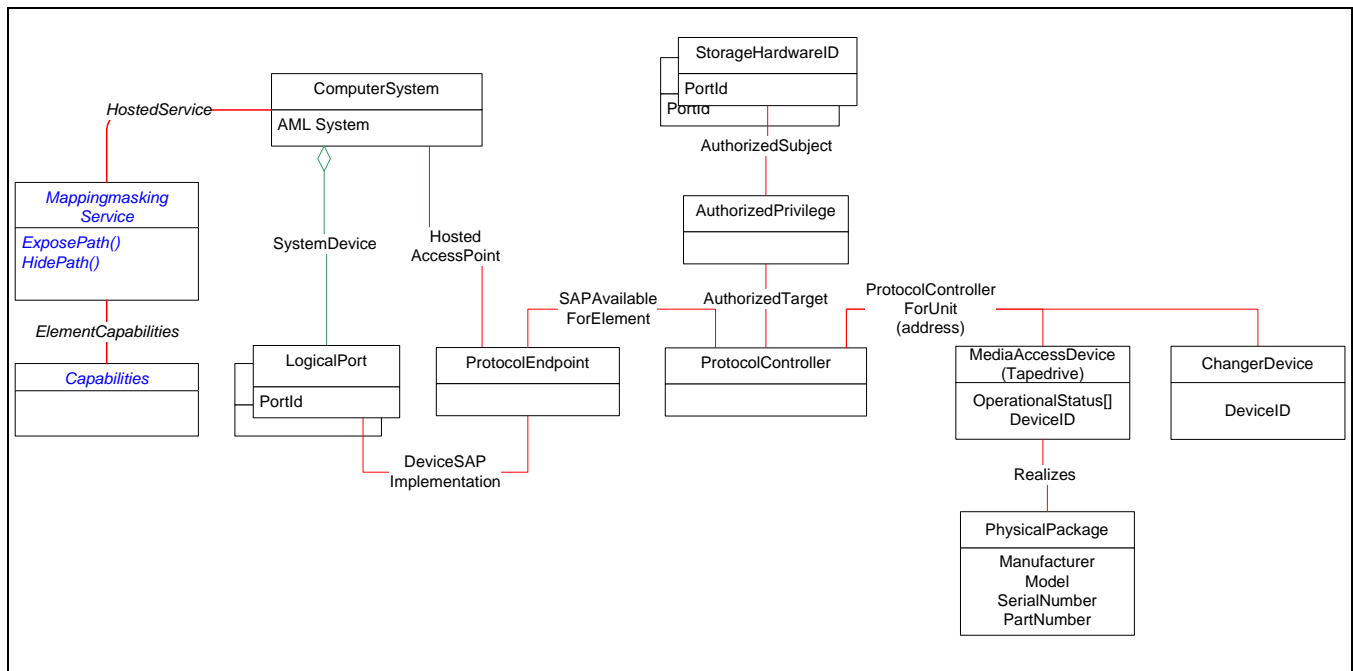 StorageHardwareID
PortId
PortId
AuthorizedSubject
ComputerSystem
AML System
HostedService
Mappingmasking
Service
ExposePath()
HidePath()
ElementCapabilities
Capabilities
SystemDevice
Hosted
AccessPoint
AuthorizedPrivilege
AuthorizedTarget
SAPAvailable
ForElement
ProtocolController
ForUnit
(address)
LogicalPort
PortId
ProtocolEndpoint
ProtocolController
MediaAccessDevice
(Tapedrive)
OperationalStatus[]
DeviceID
ChangerDevice
DeviceID
DeviceSAP
Implementation
Realizes
PhysicalPackage
Manufacturer
Model
SerialNumber
PartNumber